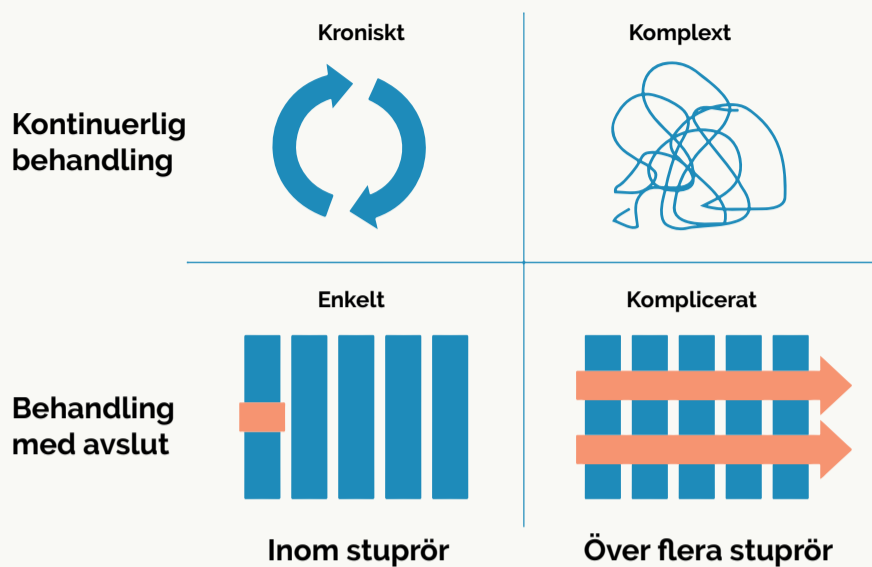 Kroniskt
Komplext
Kontinuerlig
behandling
Enkelt
Komplicerat
Behandling
med avslut
Inom stuprör
Över flera stuprör